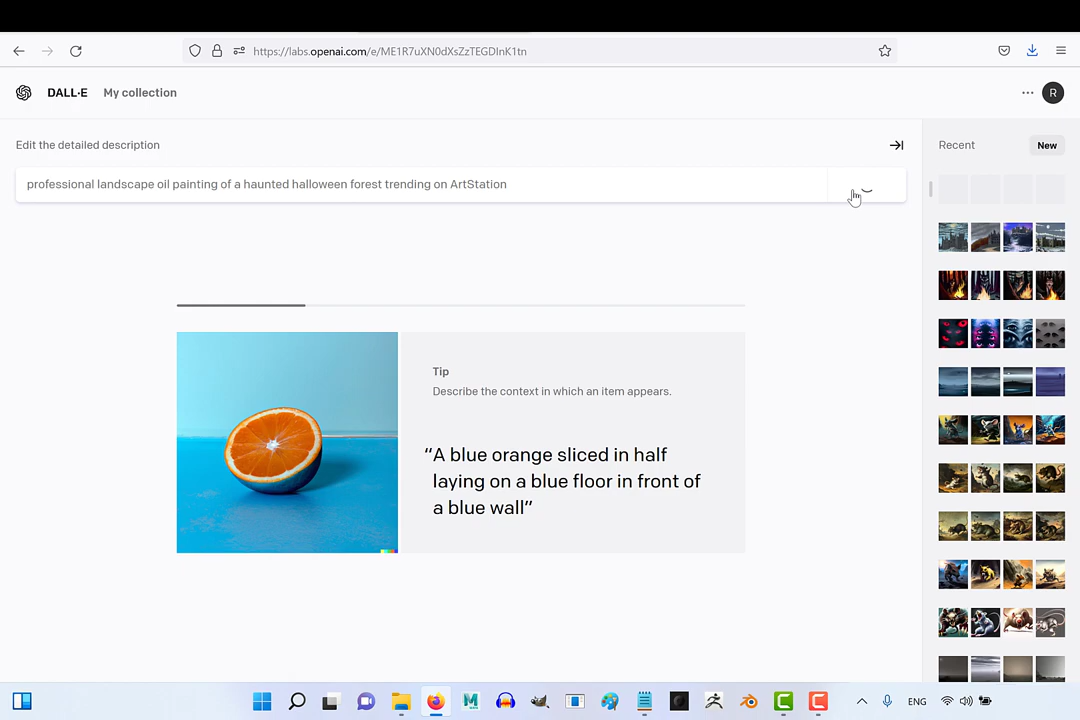 https://labs.openai.com/e/ME1R7uXN0dXsZzTEGDInK1tn
DALL·E
My collection
R
Edit the detailed description
Recent
New
professional landscape oil painting of a haunted halloween forest trending on ArtStation
Tip
Describe the context in which an item appears.
“A blue orange sliced in half
laying on a blue floor in front of
a blue wall”
ENG